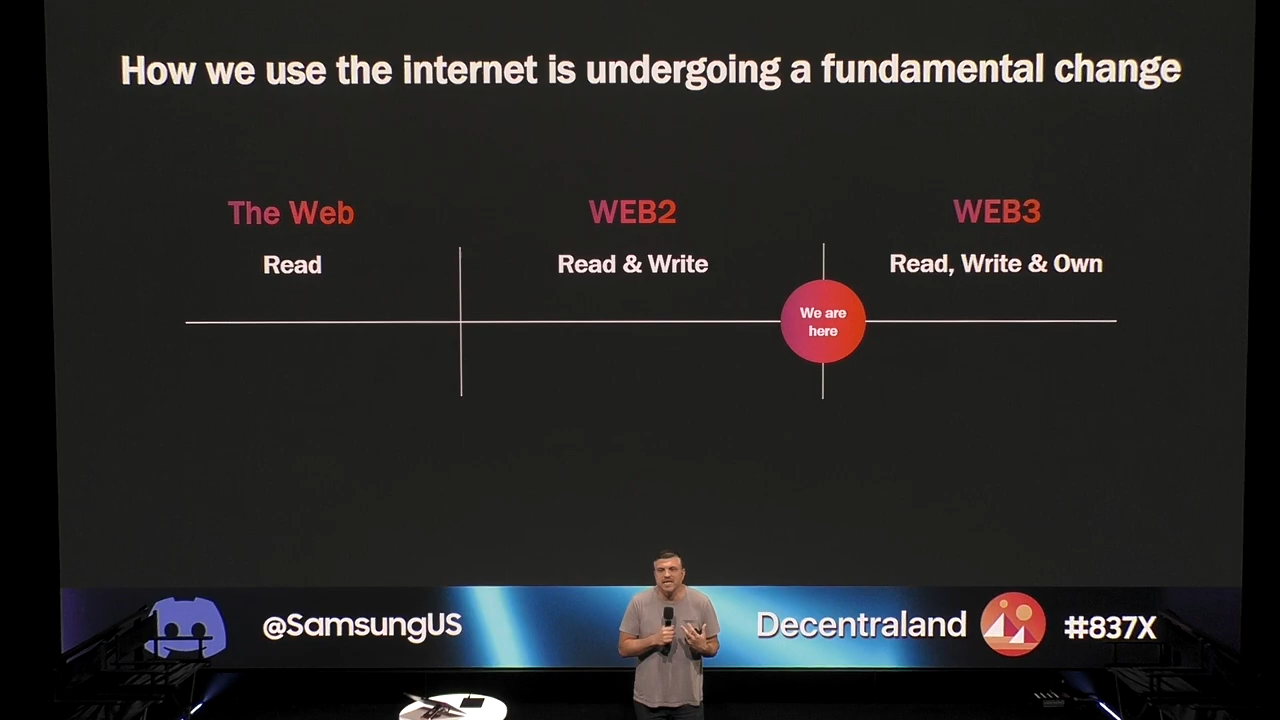 How we use the internet is undergoing a fundamental change
The Web
WEB2
WEB3
Read
Read & Write
Read, Write & Own
We are
here
@SamsungUS
Decentraland
#837X